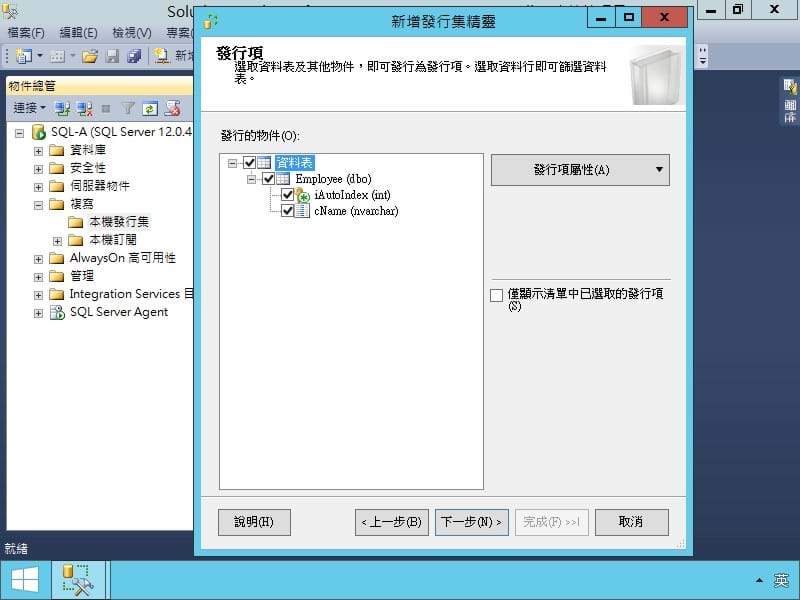 Solu
新增發行集精靈
檔案(F) 編輯(E) 檢視(V) 專案(
新增
物件總管
連接
SQL-A (SQL Server 12.0.4
資料庫
安全性
伺服器物件
複寫
本機發行集
本機訂閱
AlwaysOn 高可用性
管理
Integration Services 目
SQL Server Agent
發行項
選取資料表及其他物件，即可發行為發行項。選取資料行即可篩選資料
表。
發行的物件(O):
資料表
Employee (dbo)
iAutoIndex (int)
cName (nvarchar)
發行項屬性(A)
僅顯示清單中已選取的發行項
(S)
說明(H)
< 上一步(B)
下一步(N) >
完成(F) >>|
取消
就緒
英